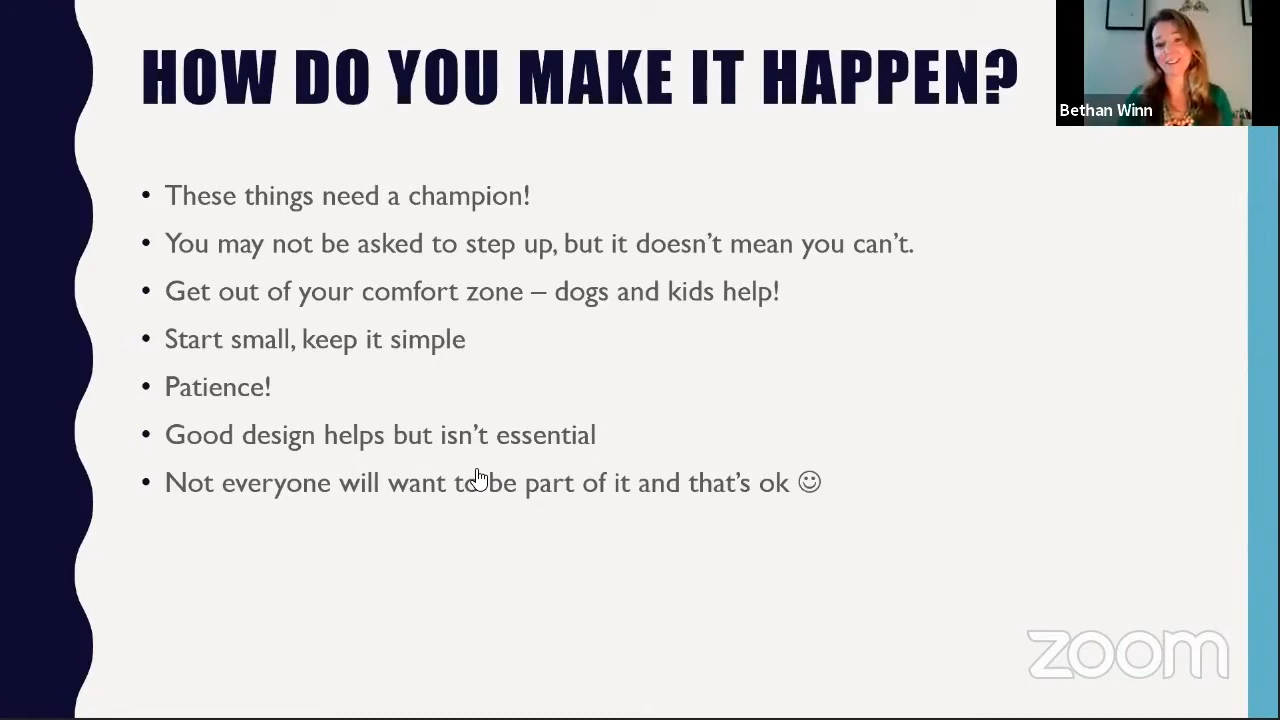 HOW DO YOU MAKE IT HAPPEN?
Bethan Winn
• These things need a champion!
• You may not be asked to step up, but it doesn’t mean you can’t.
• Get out of your comfort zone – dogs and kids help!
• Start small, keep it simple
• Patience!
• Good design helps but isn’t essential
• Not everyone will want to be part of it and that’s ok ☺
zoom